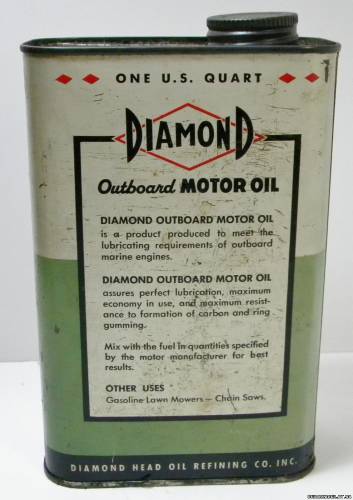 ONE U.S. QUART
DIAMOND
Outboard MOTOR OIL
DIAMOND OUTBOARD MOTOR OIL
is a product produced to meet the
lubricating requirements of outboard
marine engines.
DIAMOND OUTBOARD MOTOR OIL
assures perfect lubrication, maximum
economy in use, and maximum resist-
ance to formation of carbon and ring
gumming.
Mix with the fuel in quantities specified
by the motor manufacturer for best
results.
OTHER USES
Gasoline Lawn Mowers — Chain Saws.
DIAMOND HEAD OIL REFINING CO. INC.